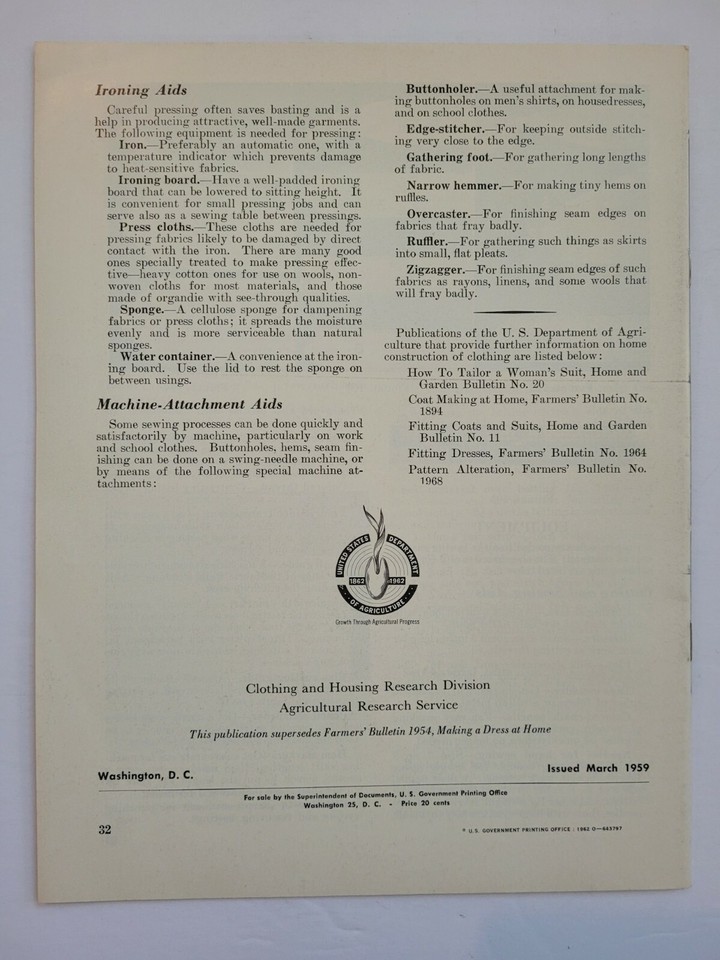 Ironing Aids
Careful pressing often saves basting and is a
help in producing attractive, well-made garments.
The following equipment is needed for pressing:
Iron.—Preferably an automatic one, with a
temperature indicator which prevents damage
to heat-sensitive fabrics.
Ironing board.—Have a well-padded ironing
board that can be lowered to sitting height. It
is convenient for small pressing jobs and can
serve also as a sewing table between pressings.
Press cloths.—These cloths are needed for
pressing fabrics likely to be damaged by direct
contact with the iron. There are many good
ones specially treated to make pressing effec-
tive—heavy cotton ones for use on wools, non-
woven cloths for most materials, and those
made of organdie with see-through qualities.
Sponge.—A cellulose sponge for dampening
fabrics or press cloths; it spreads the moisture
evenly and is more serviceable than natural
sponges.
Water container.—A convenience at the iron-
ing board. Use the lid to rest the sponge on
between usings.
Machine-Attachment Aids
Some sewing processes can be done quickly and
satisfactorily by machine, particularly on work
and school clothes. Buttonholes, hems, seam fin-
ishing can be done on a swing-needle machine, or
by means of the following special machine at-
tachments:
Buttonholer.—A useful attachment for mak-
ing buttonholes on men's shirts, on housedresses,
and on school clothes.
Edge-stitcher.—For keeping outside stitch-
ing very close to the edge.
Gathering foot.—For gathering long lengths
of fabric.
Narrow hemmer.—For making tiny hems on
ruffles.
Overcaster.—For finishing seam edges on
fabrics that fray badly.
Ruffler.—For gathering such things as skirts
into small, flat pleats.
Zigzagger.—For finishing seam edges of such
fabrics as rayons, linens, and some wools that
will fray badly.
Publications of the U. S. Department of Agri-
culture that provide further information on home
construction of clothing are listed below:
How To Tailor a Woman's Suit, Home and
Garden Bulletin No. 20
Coat Making at Home, Farmers' Bulletin No.
1894
Fitting Coats and Suits, Home and Garden
Bulletin No. 11
Fitting Dresses, Farmers' Bulletin No. 1964
Pattern Alteration, Farmers' Bulletin No.
1968
UNITED STATES DEPARTMENT
1862 1962
OF AGRICULTURE
Growth Through Agricultural Progress
Clothing and Housing Research Division
Agricultural Research Service
This publication supersedes Farmers' Bulletin 1954, Making a Dress at Home
Washington, D. C.
Issued March 1959
For sale by the Superintendent of Documents, U. S. Government Printing Office
Washington 25, D. C. - Price 20 cents
32
U.S. GOVERNMENT PRINTING OFFICE : 1962 O—